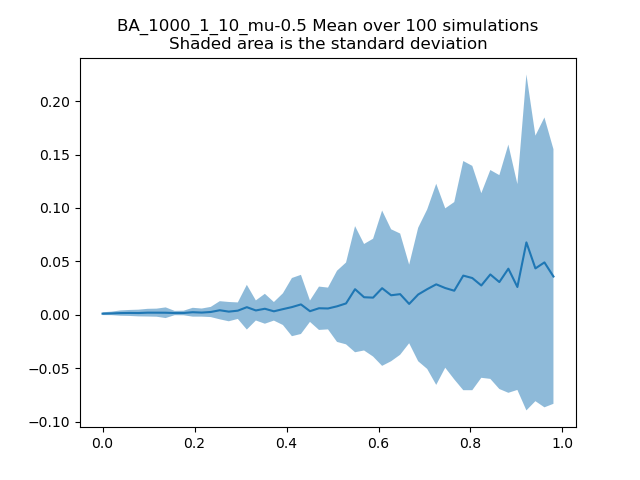 BA_1000_1_10_mu-0.5 Mean over 100 simulations
Shaded area is the standard deviation
0.20
0.15
0.10
0.05
0.00
−0.05
−0.10
0.0 0.2 0.4 0.6 0.8 1.0